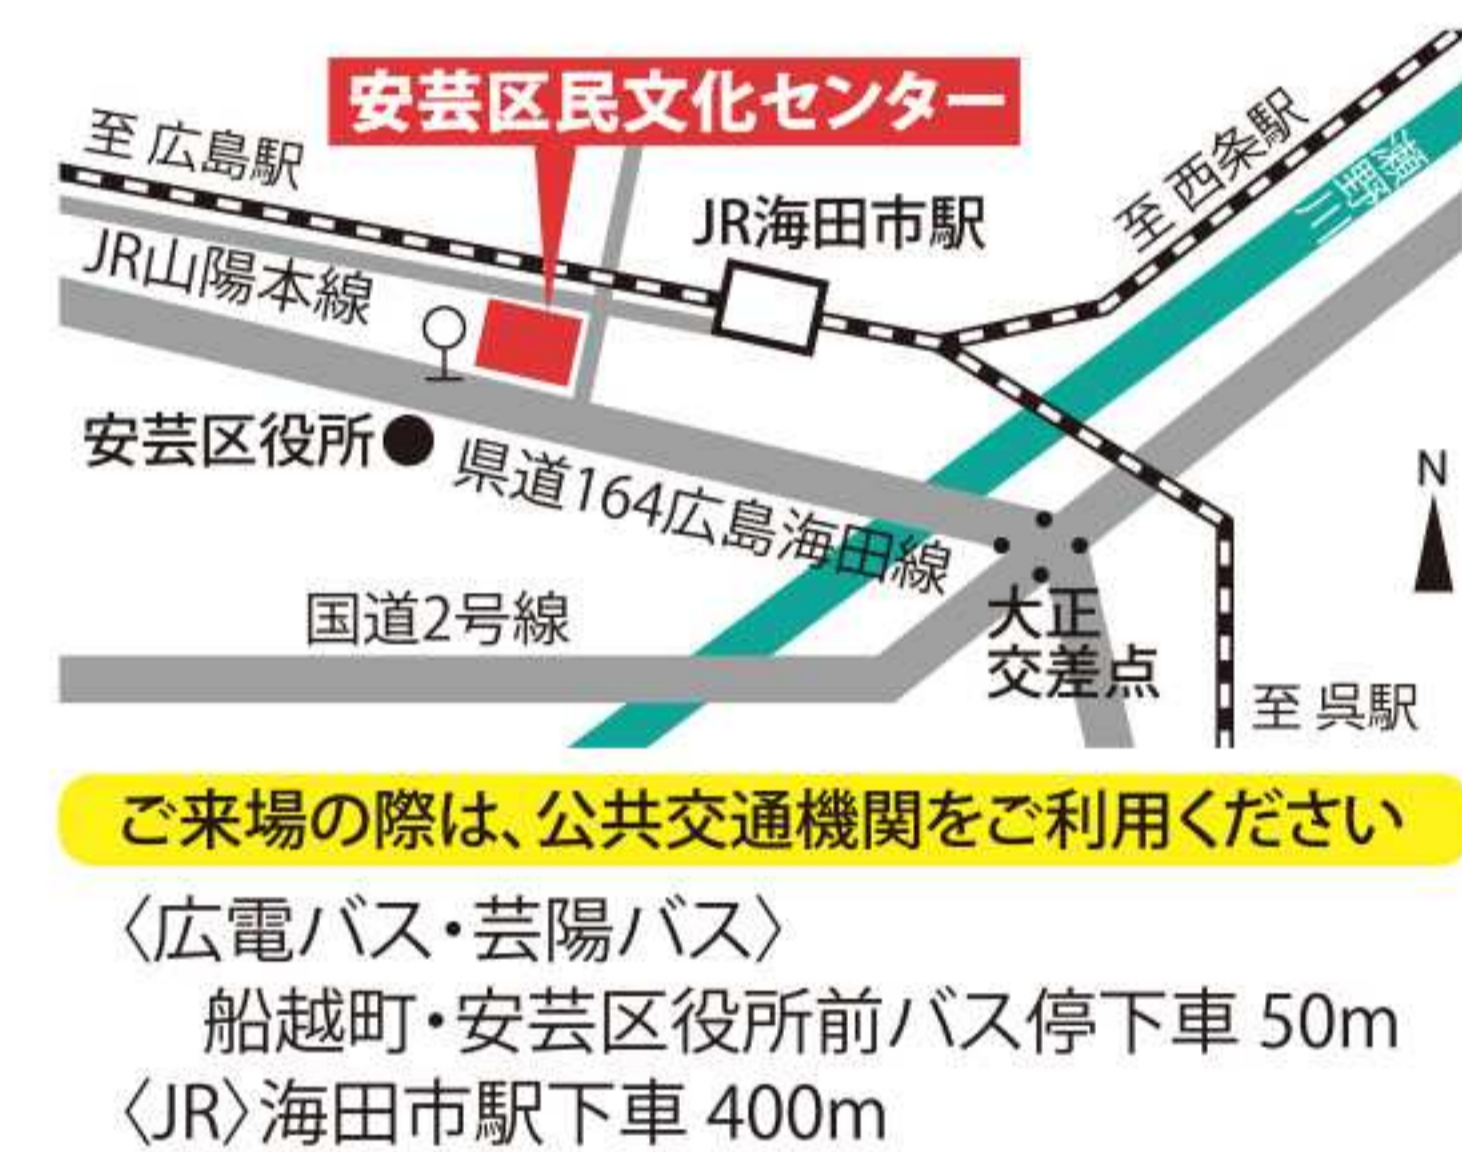 安芸区民文化センター
至 広島駅
至 西条駅
瀬野川
JR海田市駅
JR山陽本線
安芸区役所
県道164広島海田線
N
国道2号線
大正
交差点
至 呉駅
ご来場の際は、公共交通機関をご利用ください
〈広電バス・芸陽バス〉
船越町・安芸区役所前バス停下車 50m
〈JR〉海田市駅下車 400m